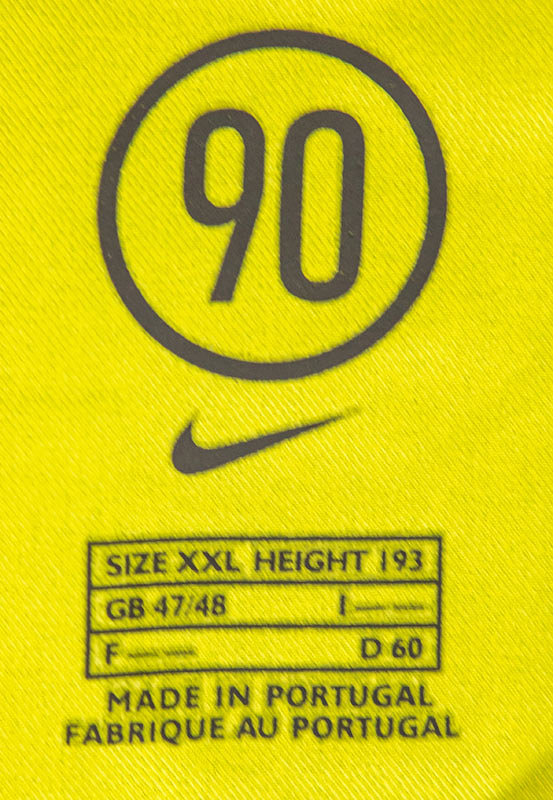 90
SIZE XXL HEIGHT 193
GB 47/48 I ——
F —— D 60
MADE IN PORTUGAL
FABRIQUE AU PORTUGAL